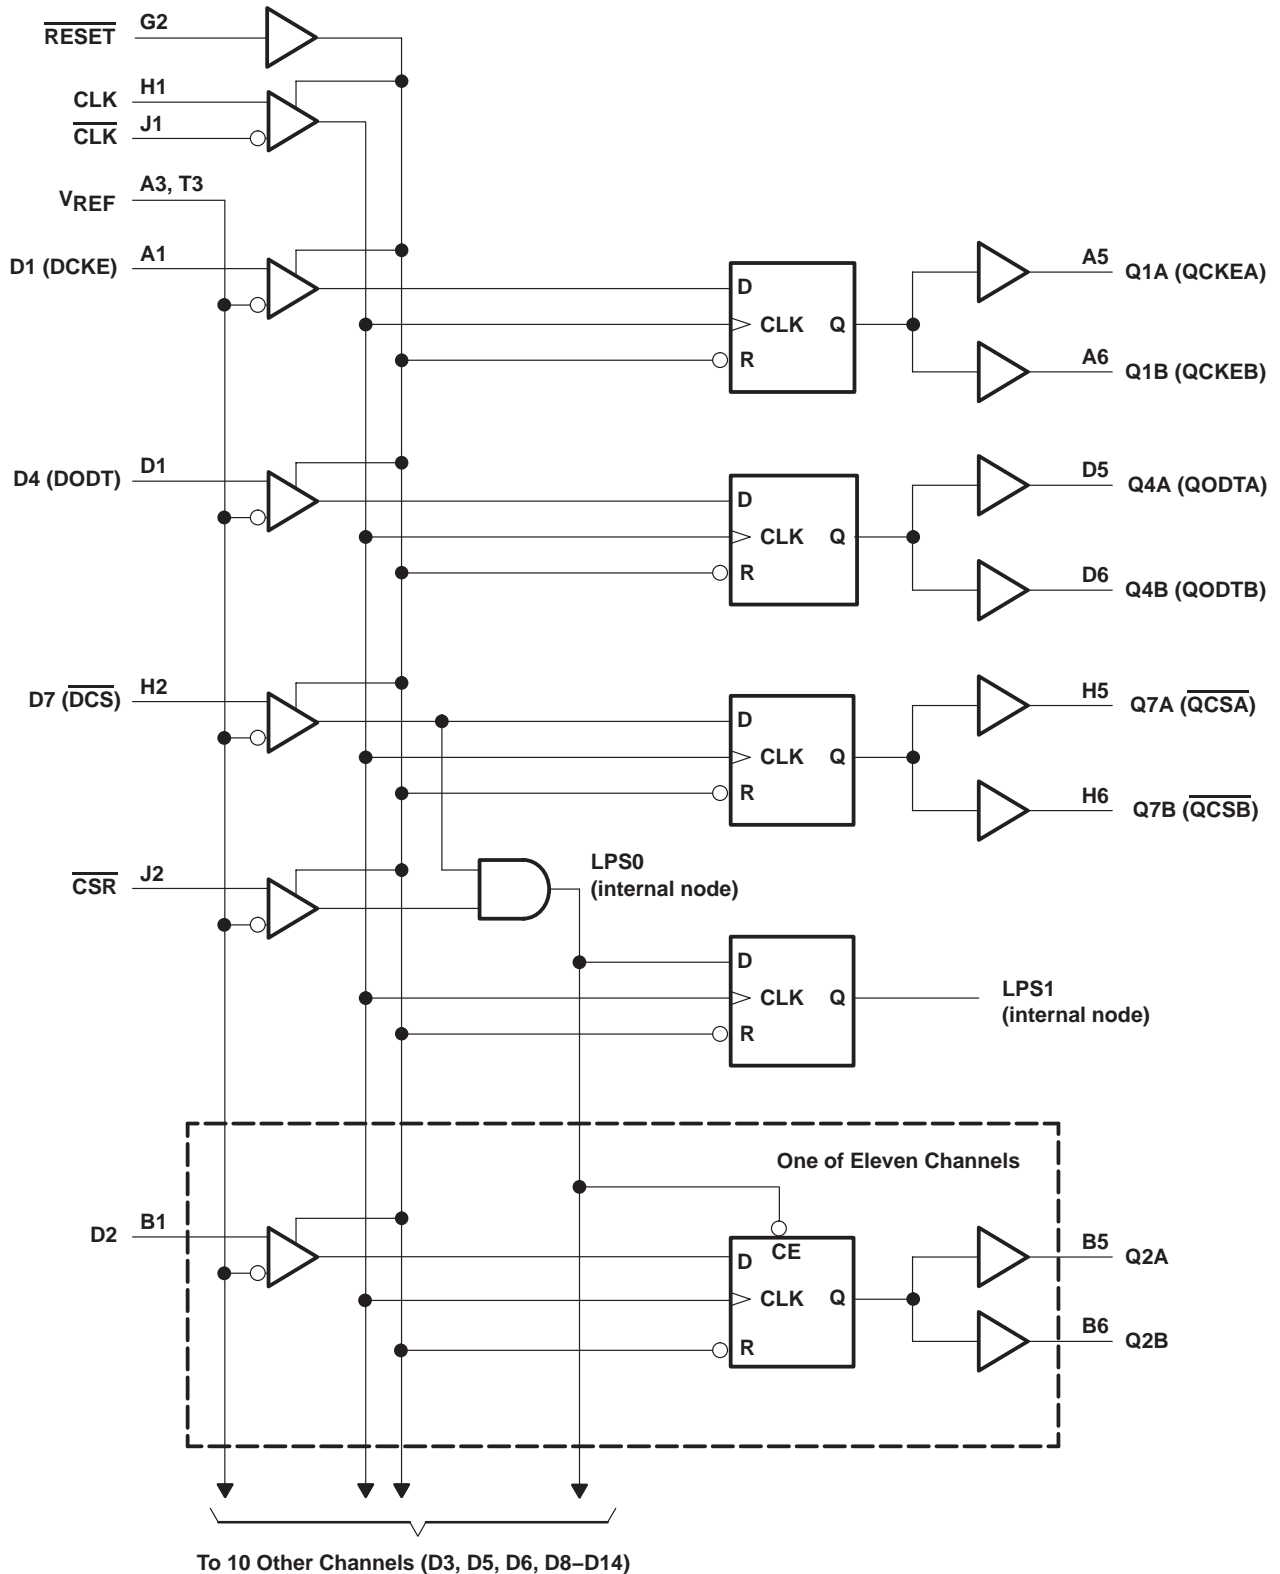 RESET G2
CLK H1
CLK J1
VREF A3, T3
D1 (DCKE) A1
D
CLK Q
R
A5 Q1A (QCKEA)
A6 Q1B (QCKEB)
D4 (DODT) D1
D
CLK Q
R
D5 Q4A (QODTA)
D6 Q4B (QODTB)
D7 (DCS) H2
D
CLK Q
R
H5 Q7A (QCSA)
H6 Q7B (QCSB)
CSR J2
LPS0
(internal node)
D
CLK Q
R
LPS1
(internal node)
One of Eleven Channels
D2 B1
CE
D
CLK Q
R
B5 Q2A
B6 Q2B
To 10 Other Channels (D3, D5, D6, D8–D14)